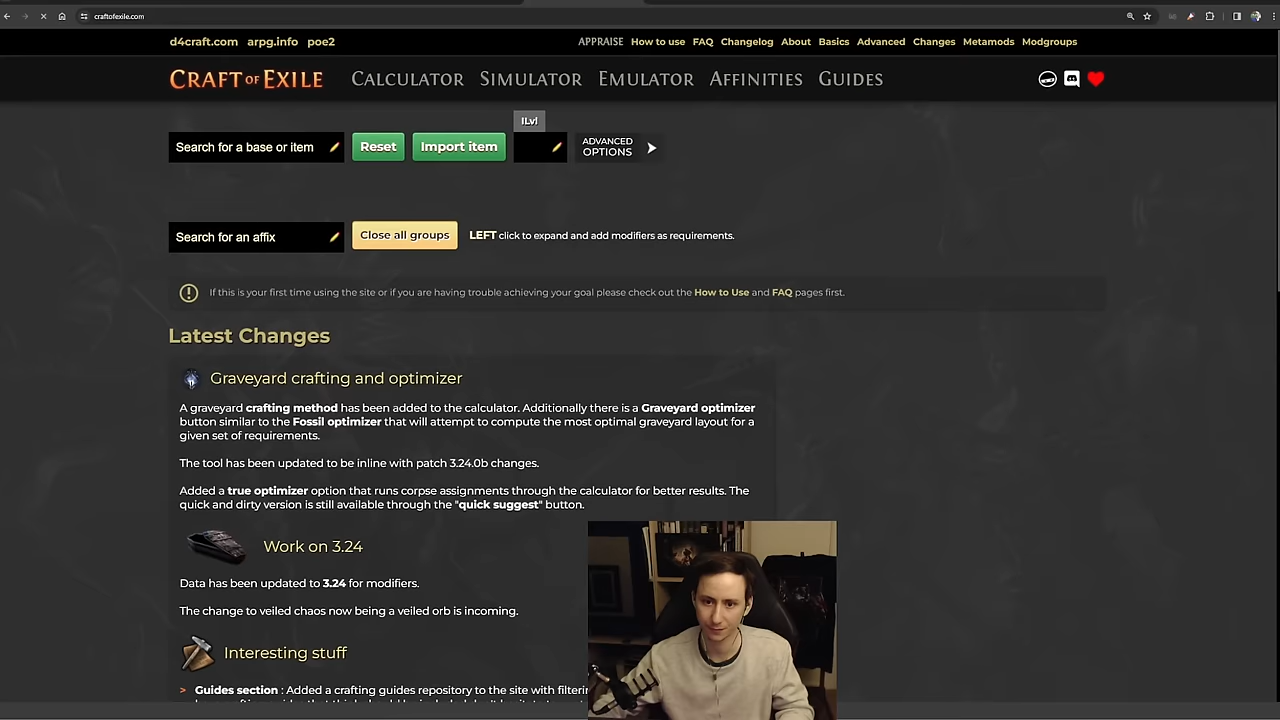 craftofexile.com
d4craft.com arpg.info poe2
APPRAISE How to use FAQ Changelog About Basics Advanced Changes Metamods Modgroups
CRAFT OF EXILE CALCULATOR SIMULATOR EMULATOR AFFINITIES GUIDES
ILvl
Search for a base or item Reset Import item ADVANCED OPTIONS
Search for an affix Close all groups LEFT click to expand and add modifiers as requirements.
If this is your first time using the site or if you are having trouble achieving your goal please check out the How to Use and FAQ pages first.
Latest Changes
Graveyard crafting and optimizer
A graveyard crafting method has been added to the calculator. Additionally there is a Graveyard optimizer
button similar to the Fossil optimizer that will attempt to compute the most optimal graveyard layout for a
given set of requirements.
The tool has been updated to be inline with patch 3.24.0b changes.
Added a true optimizer option that runs corpse assignments through the calculator for better results. The
quick and dirty version is still available through the "quick suggest" button.
Work on 3.24
Data has been updated to 3.24 for modifiers.
The change to veiled chaos now being a veiled orb is incoming.
Interesting stuff
> Guides section : Added a crafting guides repository to the site with filterin